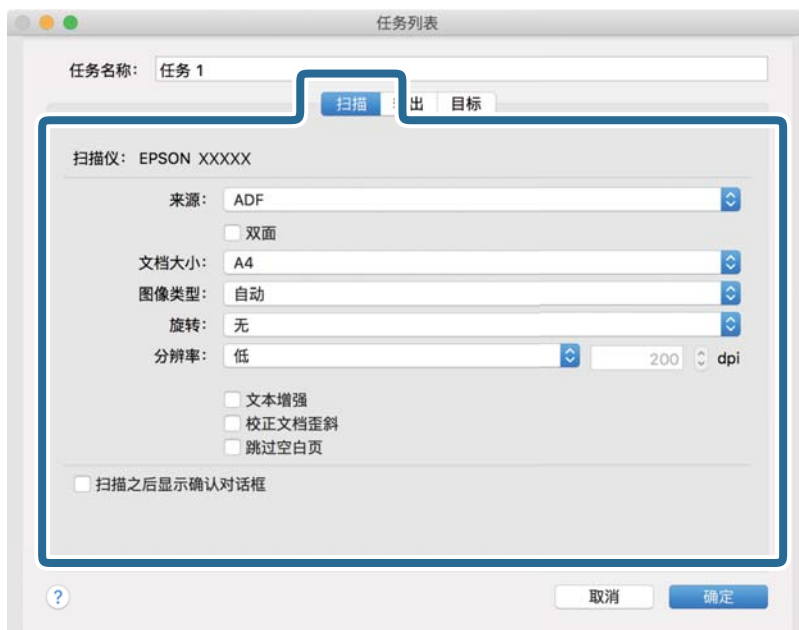 任务列表
任务名称: 任务 1
扫描 出 目标
扫描仪: EPSON XXXXX
来源: ADF
双面
文档大小: A4
图像类型: 自动
旋转: 无
分辨率: 低 200 dpi
文本增强
校正文档歪斜
跳过空白页
扫描之后显示确认对话框
? 取消 确定